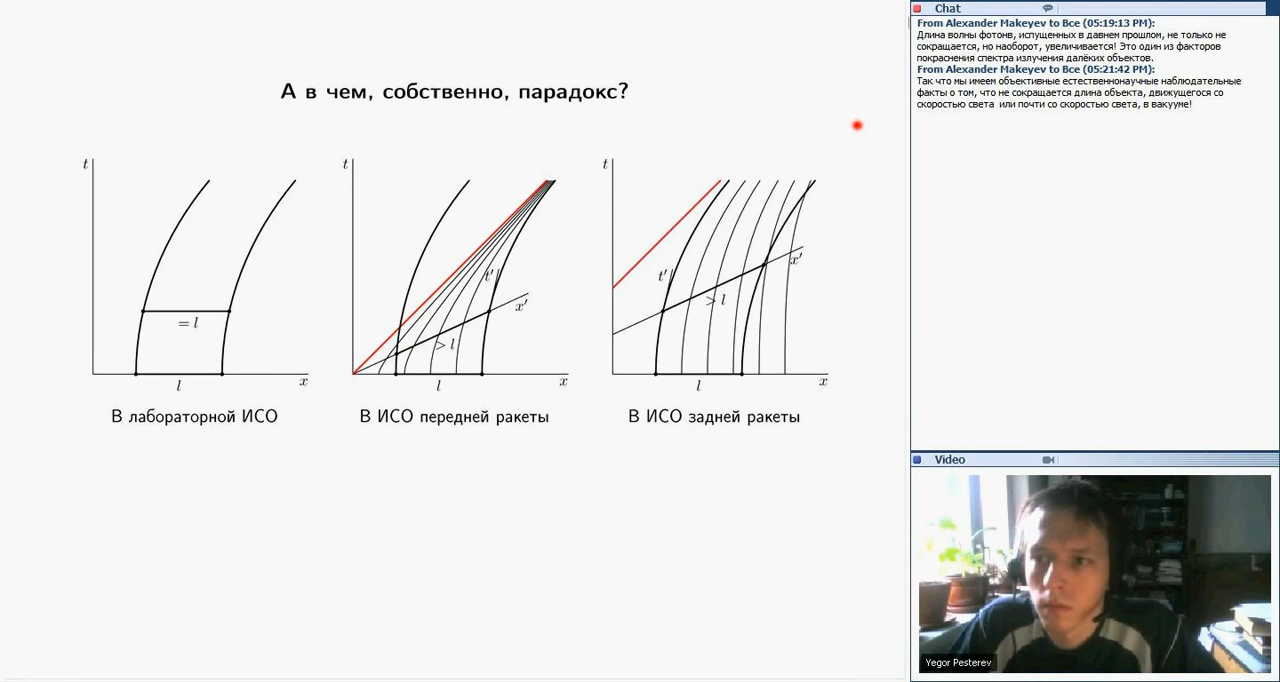 А в чем, собственно, парадокс?
t
= l
l
x
В лабораторной ИСО
t
t′
x′
> l
l
x
В ИСО передней ракеты
t
t′
x′
> l
l
x
В ИСО задней ракеты
Chat
From Alexander Makeyev to Все (05:19:13 PM):
Длина волны фотонв, испущенных в давнем прошлом, не только не
сокращается, но наоборот, увеличивается! Это один из факторов
покраснения спектра излучения далёких объектов.
From Alexander Makeyev to Все (05:21:42 PM):
Так что мы имеем объективные естественнонаучные наблюдательные
факты о том, что не сокращается длина объекта, движущегося со
скоростью света или почти со скоростью света, в вакууме!
Video
Yegor Pesterev